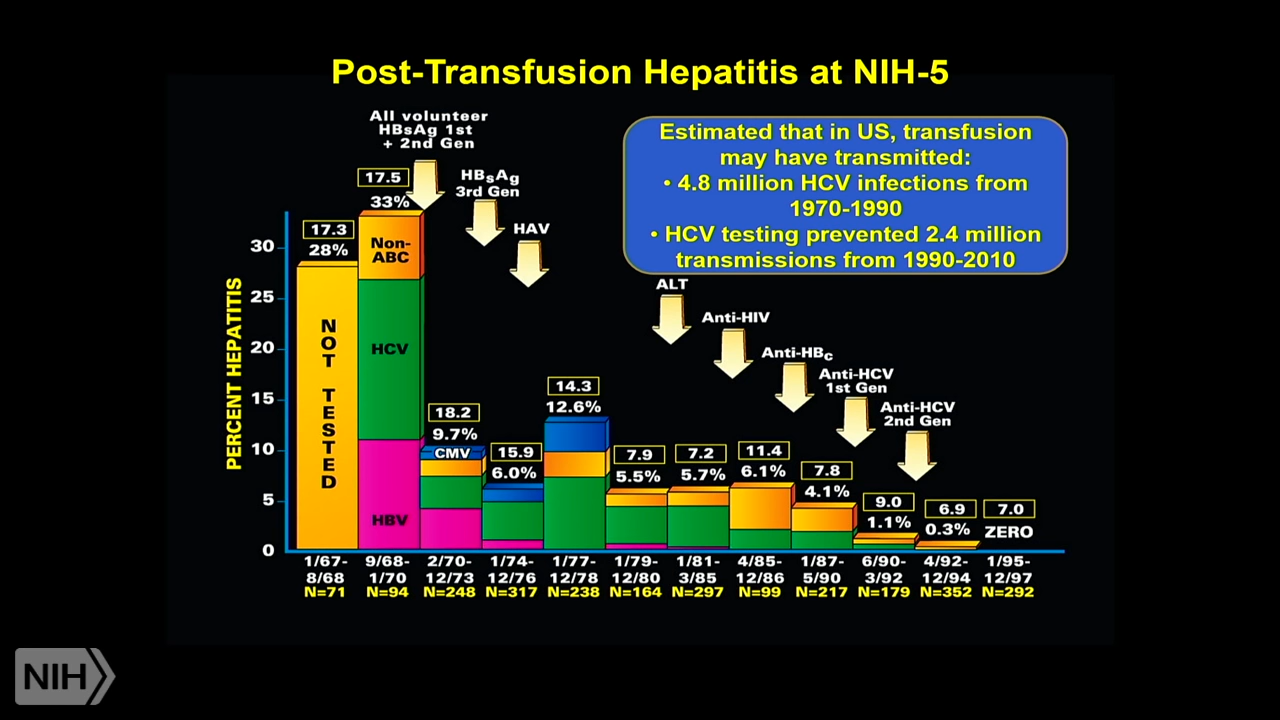 Post-Transfusion Hepatitis at NIH-5
All volunteer
HBsAg 1st
+ 2nd Gen
HBsAg
3rd Gen
HAV
Estimated that in US, transfusion
may have transmitted:
• 4.8 million HCV infections from
1970-1990
• HCV testing prevented 2.4 million
transmissions from 1990-2010
ALT
Anti-HIV
Anti-HBc
Anti-HCV
1st Gen
Anti-HCV
2nd Gen
PERCENT HEPATITIS
30
25
20
15
10
5
0
17.3
28%
NOT TESTED
17.5
33%
Non-
ABC
HCV
HBV
18.2
9.7%
CMV
15.9
6.0%
14.3
12.6%
7.9
5.5%
7.2
5.7%
11.4
6.1%
7.8
4.1%
9.0
1.1%
6.9
0.3%
7.0
ZERO
1/67-
8/68
N=71
9/68-
1/70
N=94
2/70-
12/73
N=248
1/74-
12/76
N=317
1/77-
12/78
N=238
1/79-
12/80
N=164
1/81-
3/85
N=297
4/85-
12/86
N=99
1/87-
5/90
N=217
6/90-
3/92
N=179
4/92-
12/94
N=352
1/95-
12/97
N=292
NIH